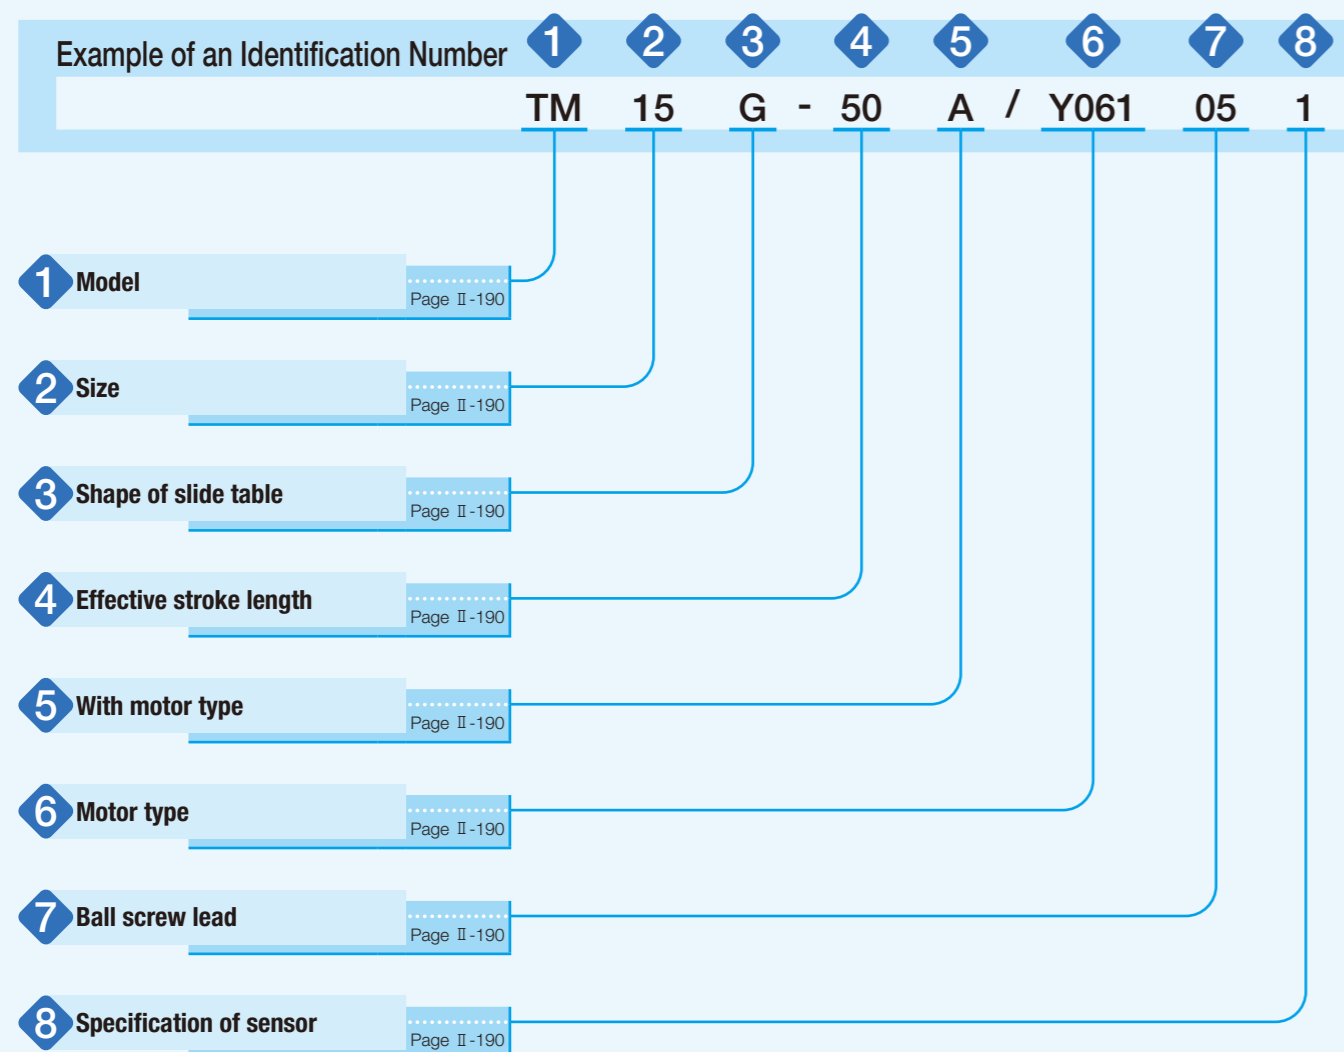 Example of an Identification Number 1 2 3 4 5 6 7 8
TM 15 G - 50 A / Y061 05 1
1 Model
Page Ⅱ-190
2 Size
Page Ⅱ-190
3 Shape of slide table
Page Ⅱ-190
4 Effective stroke length
Page Ⅱ-190
5 With motor type
Page Ⅱ-190
6 Motor type
Page Ⅱ-190
7 Ball screw lead
Page Ⅱ-190
8 Specification of sensor
Page Ⅱ-190